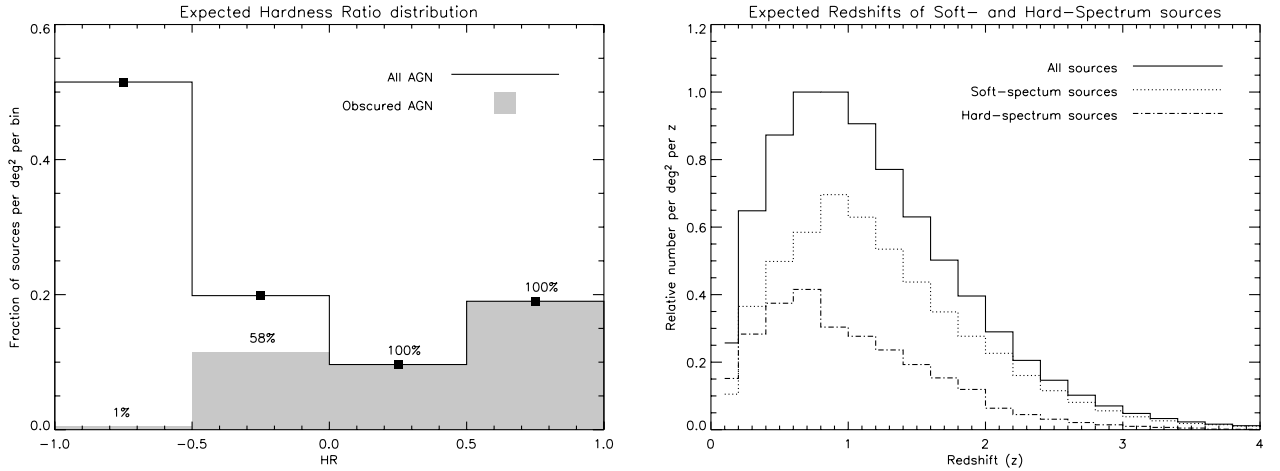 Expected Hardness Ratio distribution
Fraction of sources per deg² per bin
0.6
0.4
0.2
0.0
All AGN
Obscured AGN
1%
58%
100%
100%
-1.0 -0.5 0.0 0.5 1.0
HR
Expected Redshifts of Soft- and Hard-Spectrum sources
Relative number per deg² per z
1.2
1.0
0.8
0.6
0.4
0.2
0.0
All sources
Soft-spectum sources
Hard-spectrum sources
0 1 2 3 4
Redshift (z)